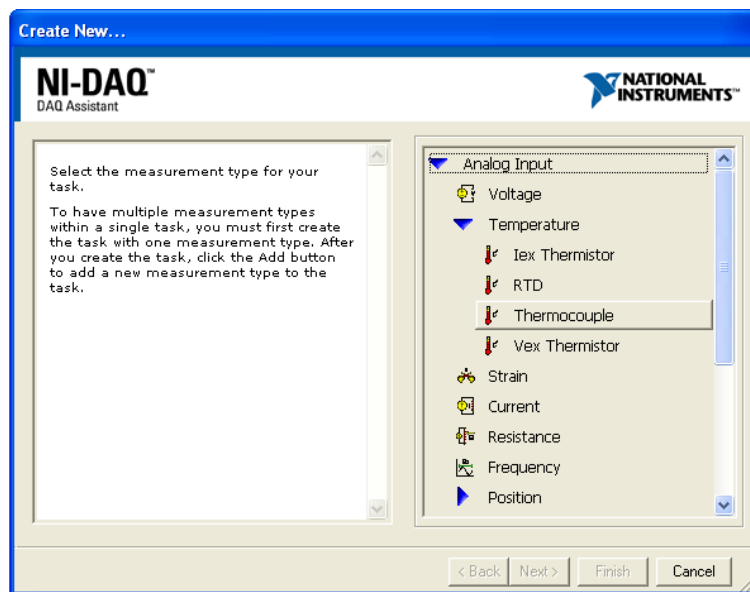 Create New...
NI-DAQ™
DAQ Assistant
NATIONAL
INSTRUMENTS™
Select the measurement type for your
task.
To have multiple measurement types
within a single task, you must first create
the task with one measurement type. After
you create the task, click the Add button
to add a new measurement type to the
task.
Analog Input
Voltage
Temperature
Iex Thermistor
RTD
Thermocouple
Vex Thermistor
Strain
Current
Resistance
Frequency
Position
< Back
Next >
Finish
Cancel